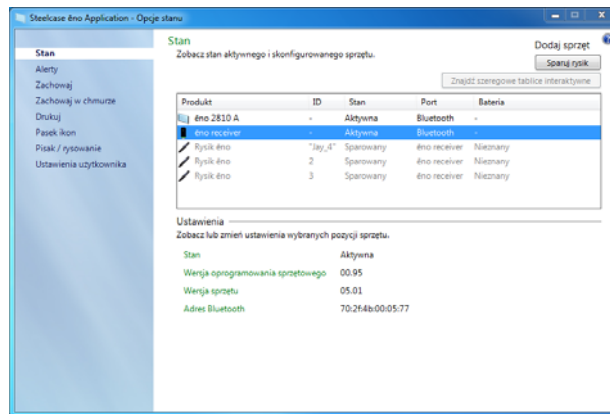 Steelcase ēno Application - Opcje stanu
Stan
Alerty
Zachowaj
Zachowaj w chmurze
Drukuj
Pasek ikon
Pisak / rysowanie
Ustawienia użytkownika
Stan
Zobacz stan aktywnego i skonfigurowanego sprzętu.
Dodaj sprzęt
Sparuj rysik
Znajdź szeregowe tablice interaktywne
Produkt ID Stan Port Bateria
ēno 2810 A - Aktywna Bluetooth -
ēno receiver - Aktywna Bluetooth -
Rysik ēno "Jay_4" Sparowany ēno receiver Nieznany
Rysik ēno 2 Sparowany ēno receiver Nieznany
Rysik ēno 3 Sparowany ēno receiver Nieznany
Ustawienia
Zobacz lub zmień ustawienia wybranych pozycji sprzętu.
Stan Aktywna
Wersja oprogramowania sprzętowego 00.95
Wersja sprzętu 05.01
Adres Bluetooth 70:2f:4b:00:05:77